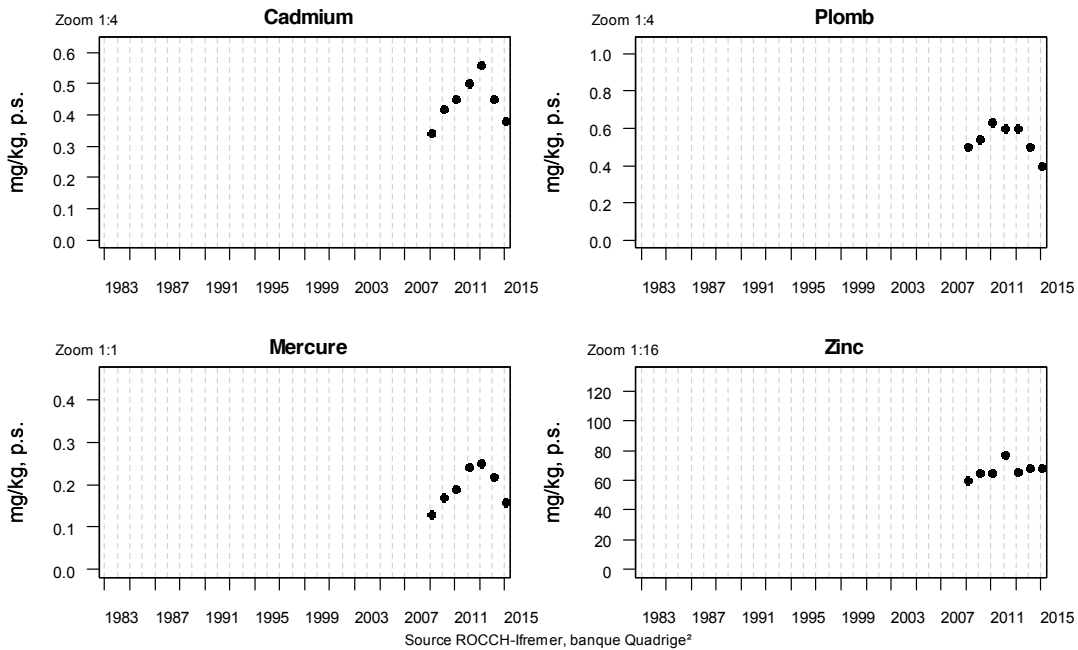 Zoom 1:4 Cadmium
0.6
0.5
0.4
0.3
0.2
0.1
0.0
mg/kg, p.s.
1983 1987 1991 1995 1999 2003 2007 2011 2015
Zoom 1:4 Plomb
1.0
0.8
0.6
0.4
0.2
0.0
mg/kg, p.s.
1983 1987 1991 1995 1999 2003 2007 2011 2015
Zoom 1:1 Mercure
0.4
0.3
0.2
0.1
0.0
mg/kg, p.s.
1983 1987 1991 1995 1999 2003 2007 2011 2015
Zoom 1:16 Zinc
120
100
80
60
40
20
0
mg/kg, p.s.
1983 1987 1991 1995 1999 2003 2007 2011 2015
Source ROCCH-Ifremer, banque Quadrige²